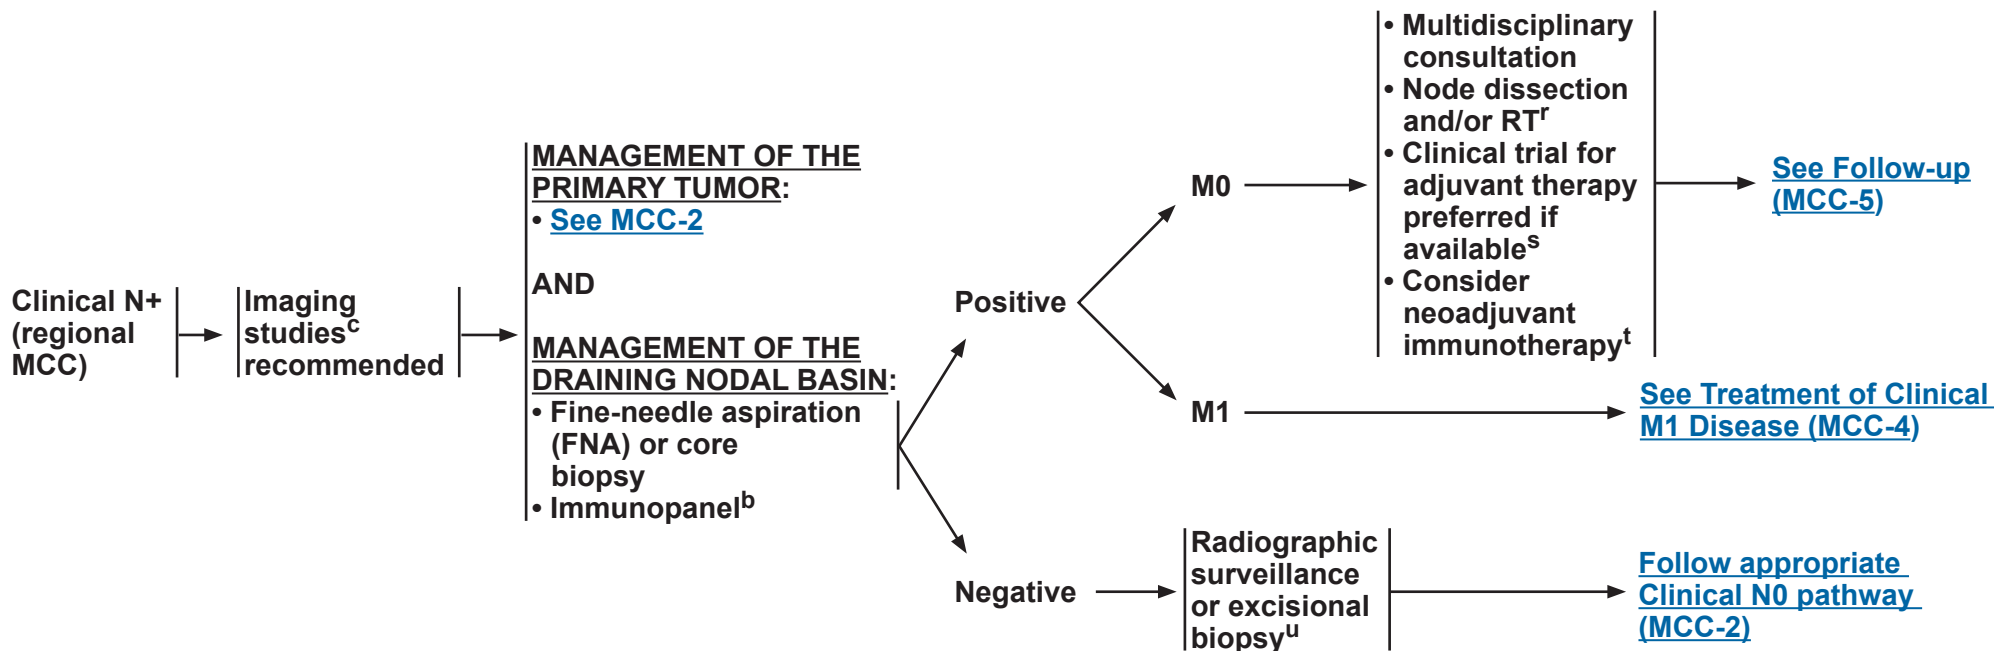 Clinical N+
(regional
MCC)
Imaging
studiesc
recommended
MANAGEMENT OF THE
PRIMARY TUMOR:
• See MCC-2
AND
MANAGEMENT OF THE
DRAINING NODAL BASIN:
• Fine-needle aspiration
(FNA) or core
biopsy
• Immunopanelb
Positive
M0
• Multidisciplinary
consultation
• Node dissection
and/or RTr
• Clinical trial for
adjuvant therapy
preferred if
availables
• Consider
neoadjuvant
immunotherapyt
See Follow-up
(MCC-5)
M1
See Treatment of Clinical
M1 Disease (MCC-4)
Negative
Radiographic
surveillance
or excisional
biopsyu
Follow appropriate
Clinical N0 pathway
(MCC-2)